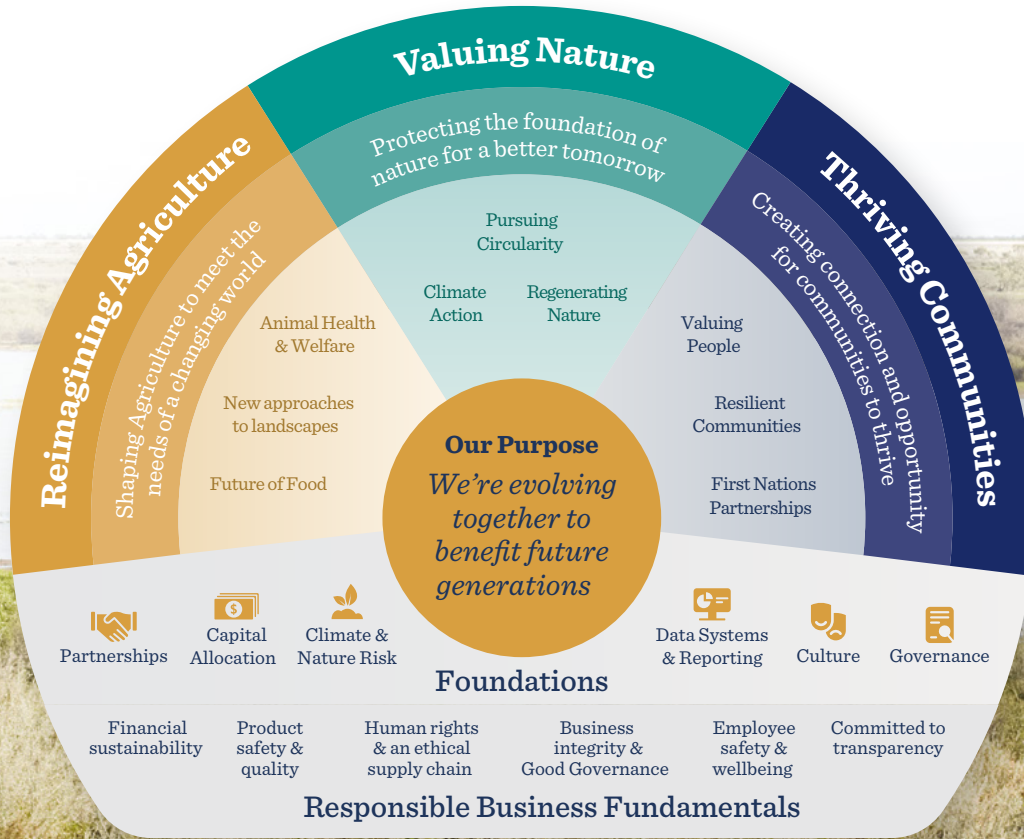 Valuing Nature
Protecting the foundation of
nature for a better tomorrow
Pursuing
Circularity
Climate
Action
Regenerating
Nature
Reimagining Agriculture
Shaping Agriculture to meet the
needs of a changing world
Animal Health
& Welfare
New approaches
to landscapes
Future of Food
Thriving Communities
Creating connection and opportunity
for communities to thrive
Valuing
People
Resilient
Communities
First Nations
Partnerships
Our Purpose
We're evolving
together to
benefit future
generations
Partnerships
Capital
Allocation
Climate &
Nature Risk
Data Systems
& Reporting
Culture
Governance
Foundations
Financial
sustainability
Product
safety &
quality
Human rights
& an ethical
supply chain
Business
integrity &
Good Governance
Employee
safety &
wellbeing
Committed to
transparency
Responsible Business Fundamentals